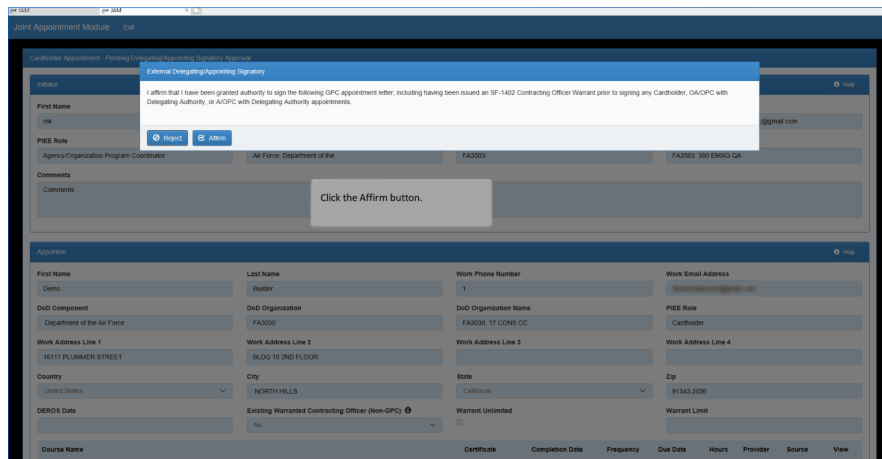 JAM
JAM
Joint Appointment Module Exit
Cardholder Appointment - Pending Delegating/Appointing Signatory Approval
External Delegating/Appointing Signatory
Initiator
Help
I affirm that I have been granted authority to sign the following GPC appointment letter; including having been issued an SF-1402 Contracting Officer Warrant prior to signing any Cardholder, OA/OPC with
Delegating Authority, or A/OPC with Delegating Authority appointments.
First Name
mk
@gmail.com
Reject Affirm
PIEE Role
Agency/Organization Program Coordinator
Air Force, Department of the
FA3503
FA3503 380 EMXG QA
Comments
Comments
Click the Affirm button.
Appointee
Help
First Name Last Name Work Phone Number Work Email Address
Demo Builder 1
DoD Component DoD Organization DoD Organization Name PIEE Role
Department of the Air Force FA3030 FA3030 17 CONS CC Cardholder
Work Address Line 1 Work Address Line 2 Work Address Line 3 Work Address Line 4
16111 PLUMMER STREET BLDG 10 2ND FLOOR
Country City State Zip
United States NORTH HILLS California 91343-2036
DEROS Date Existing Warranted Contracting Officer (Non-GPC) Warrant Unlimited Warrant Limit
No
Course Name Certificate Completion Date Frequency Due Date Hours Provider Source View